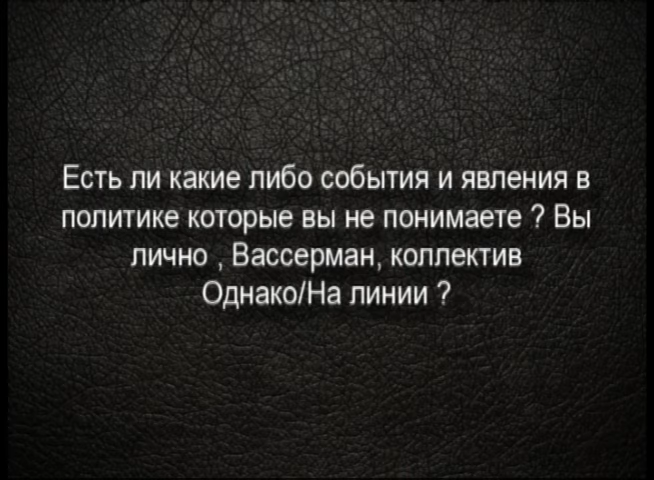 Есть ли какие либо события и явления в
политике которые вы не понимаете ? Вы
лично , Вассерман, коллектив
Однако/На линии ?